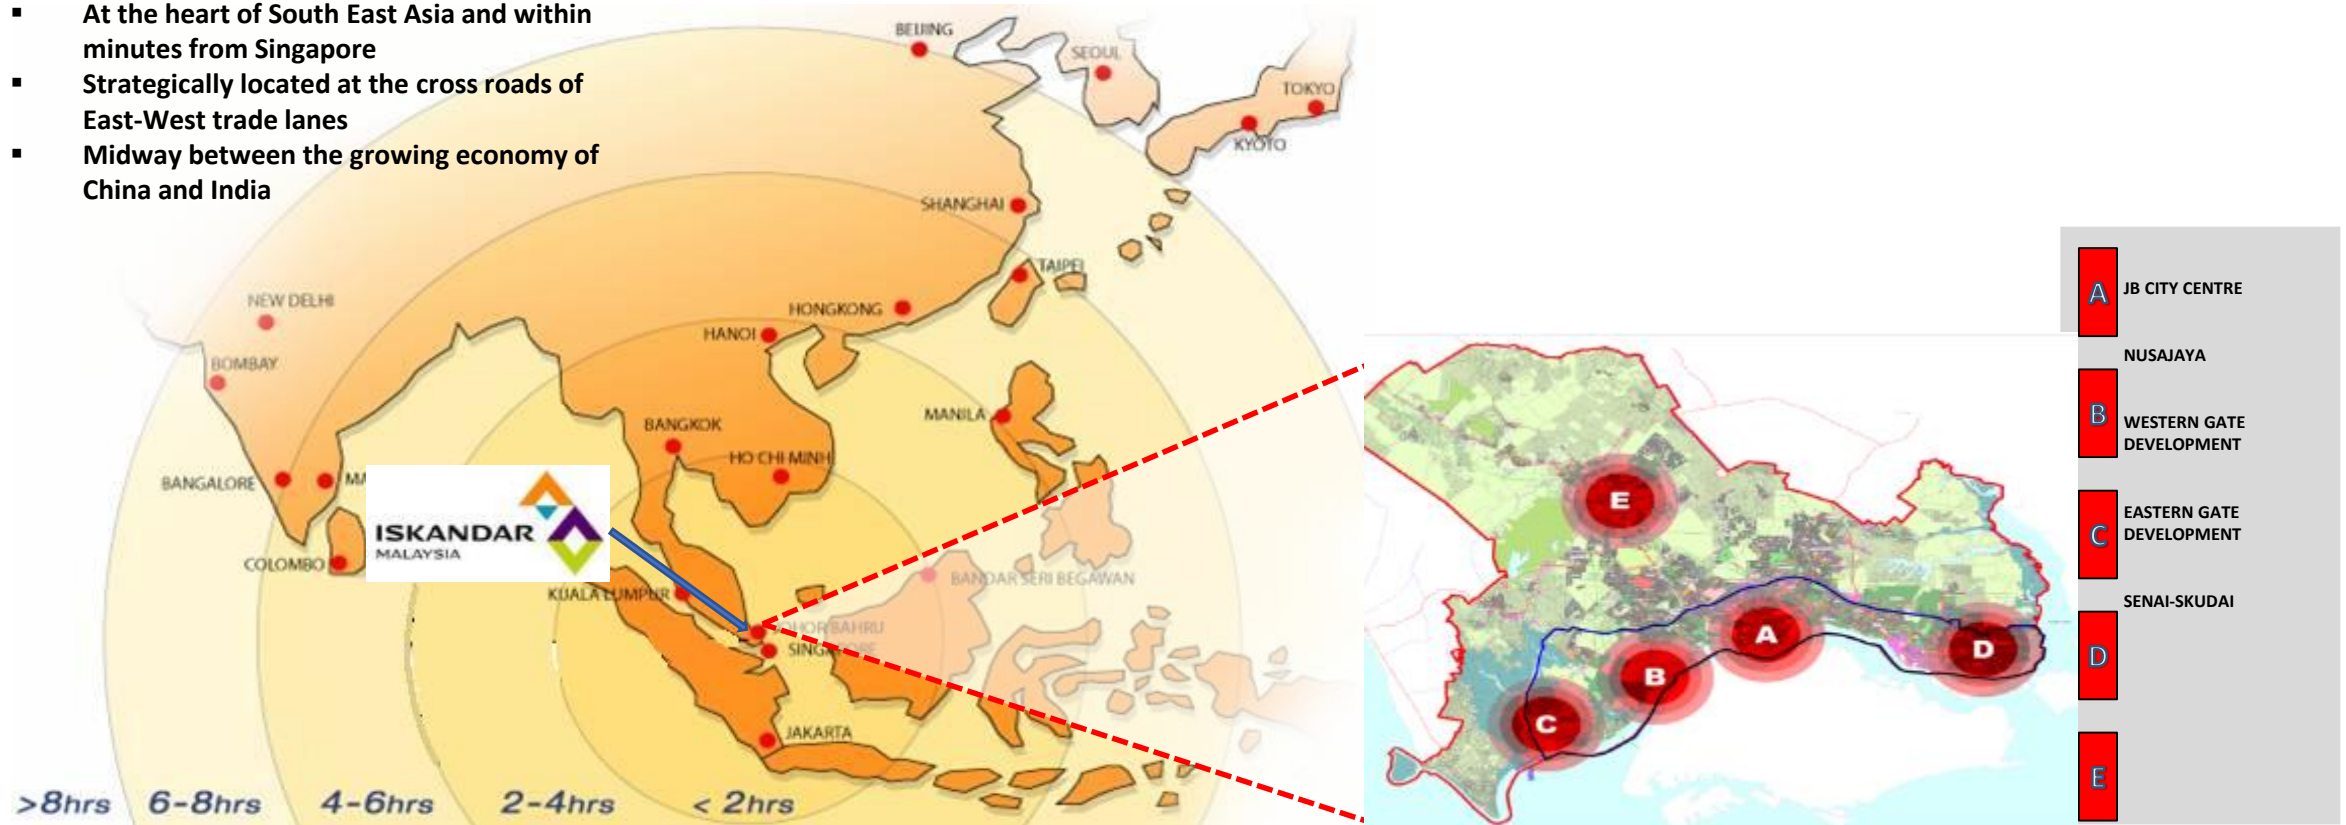 ▪ At the heart of South East Asia and within
minutes from Singapore
▪ Strategically located at the cross roads of
East-West trade lanes
▪ Midway between the growing economy of
China and India
BEIJING
SEOUL
TOKYO
KYOTO
SHANGHAI
TAIPEI
NEW DELHI
HONGKONG
HANOI
BOMBAY
MANILA
BANGKOK
HO CHI MINH
BANGALORE
MA
ISKANDAR
MALAYSIA
COLOMBO
BANDAR SERI BEGAWAN
KUALA LUMPUR
JOHOR BAHRU
SINGAPORE
JAKARTA
>8hrs 6-8hrs 4-6hrs 2-4hrs < 2hrs
E
A
D
B
C
A JB CITY CENTRE
NUSAJAYA
B WESTERN GATE
DEVELOPMENT
C EASTERN GATE
DEVELOPMENT
SENAI-SKUDAI
D
E